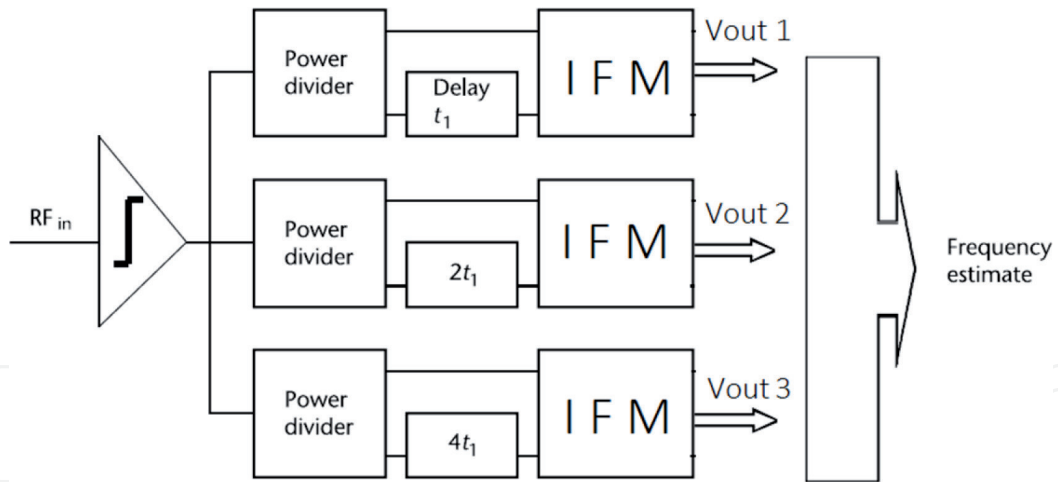 RF in
Power
divider
Delay
t1
I F M
Vout 1
Power
divider
2t1
I F M
Vout 2
Power
divider
4t1
I F M
Vout 3
Frequency
estimate